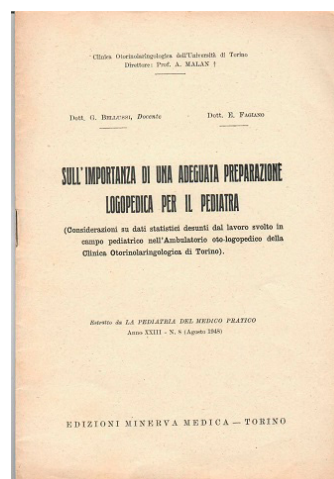 Clinica Otorinolaringologica dell'Università di Torino
Direttore: Prof. A. MALAN †
Dott. G. BELLUSSI, Docente
Dott. E. FAGIANO
SULL'IMPORTANZA DI UNA ADEGUATA PREPARAZIONE
LOGOPEDICA PER IL PEDIATRA
(Considerazioni su dati statistici desunti dal lavoro svolto in
campo pediatrico nell'Ambulatorio oto-logopedico della
Clinica Otorinolaringologica di Torino).
Estratto da LA PEDIATRIA DEL MEDICO PRATICO
Anno XXIII - N. 8 (Agosto 1948)
EDIZIONI MINERVA MEDICA — TORINO